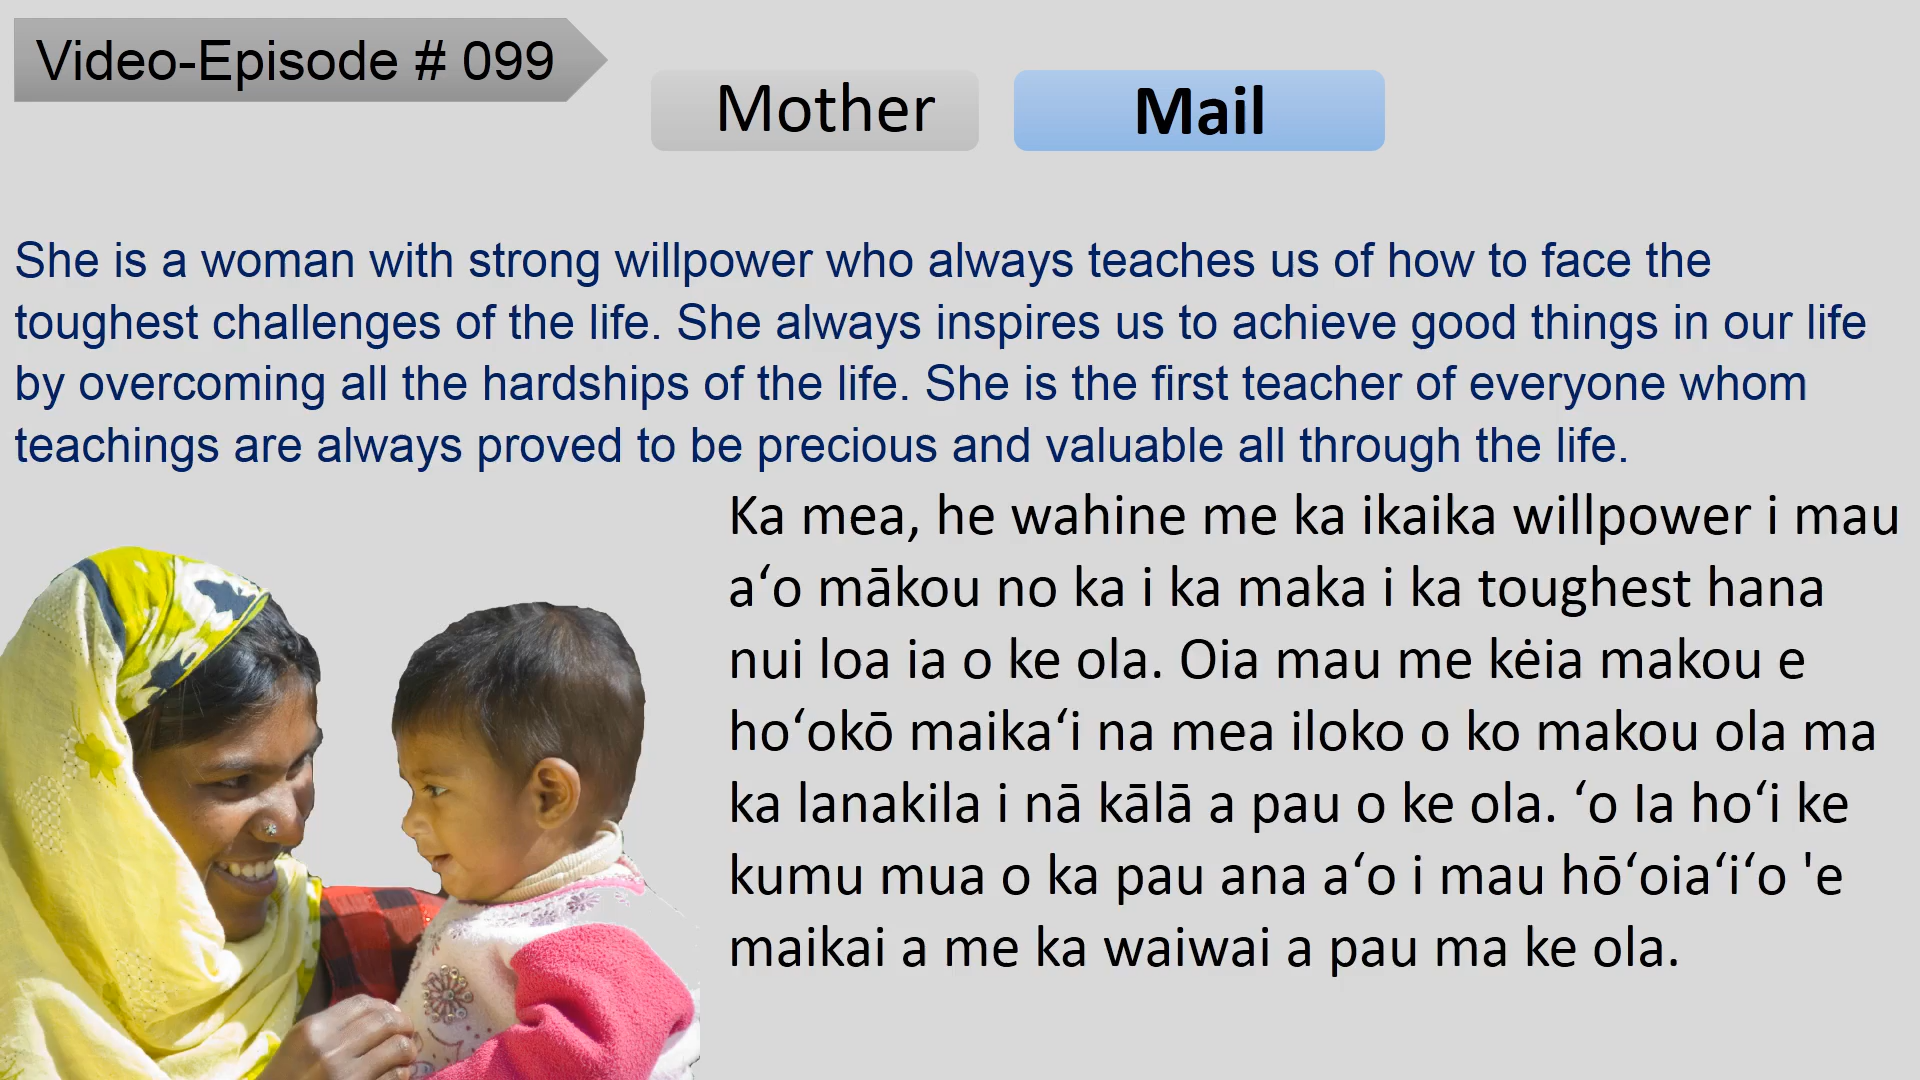 Video-Episode # 099
Mother
Mail
She is a woman with strong willpower who always teaches us of how to face the
toughest challenges of the life. She always inspires us to achieve good things in our life
by overcoming all the hardships of the life. She is the first teacher of everyone whom
teachings are always proved to be precious and valuable all through the life.
Ka mea, he wahine me ka ikaika willpower i mau
aʻo mākou no ka i ka maka i ka toughest hana
nui loa ia o ke ola. Oia mau me kėia makou e
hoʻokō maikaʻi na mea iloko o ko makou ola ma
ka lanakila i nā kālā a pau o ke ola. ʻo Ia hoʻi ke
kumu mua o ka pau ana aʻo i mau hōʻoiaʻiʻo 'e
maikai a me ka waiwai a pau ma ke ola.